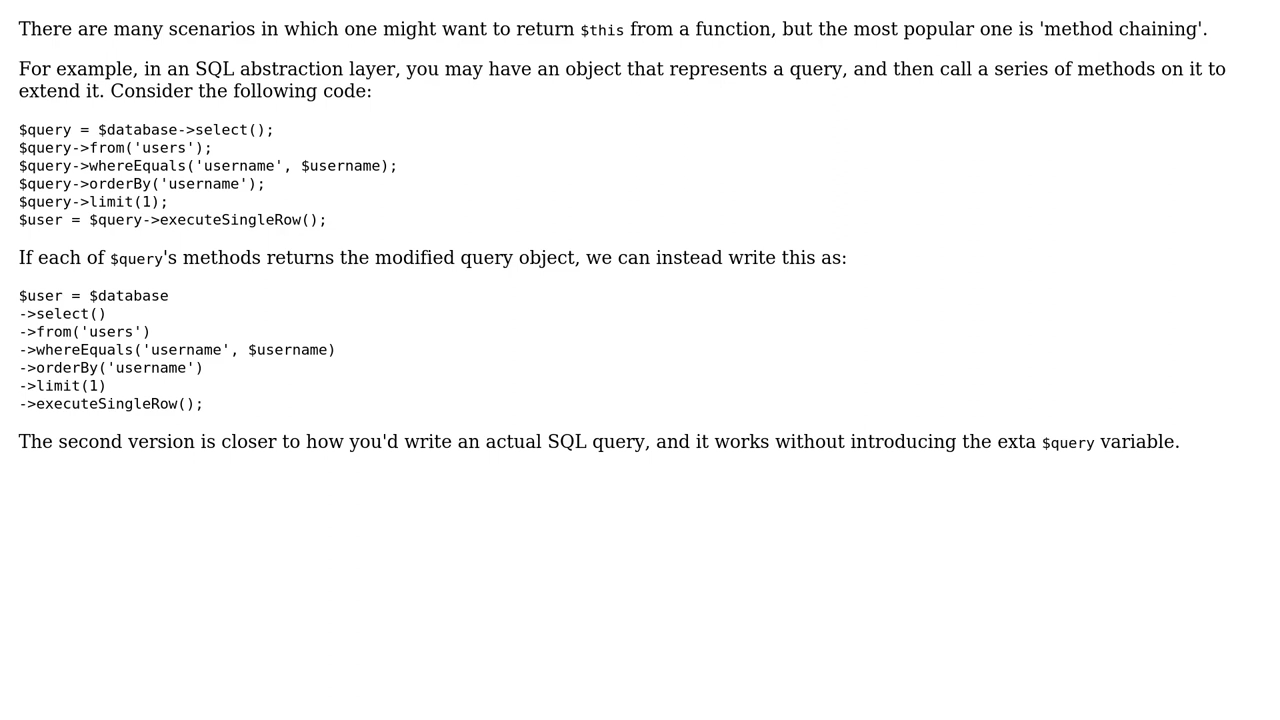 There are many scenarios in which one might want to return $this from a function, but the most popular one is 'method chaining'.
For example, in an SQL abstraction layer, you may have an object that represents a query, and then call a series of methods on it to
extend it. Consider the following code:
$query = $database->select();
$query->from('users');
$query->whereEquals('username', $username);
$query->orderBy('username');
$query->limit(1);
$user = $query->executeSingleRow();
If each of $query's methods returns the modified query object, we can instead write this as:
$user = $database
->select()
->from('users')
->whereEquals('username', $username)
->orderBy('username')
->limit(1)
->executeSingleRow();
The second version is closer to how you'd write an actual SQL query, and it works without introducing the exta $query variable.